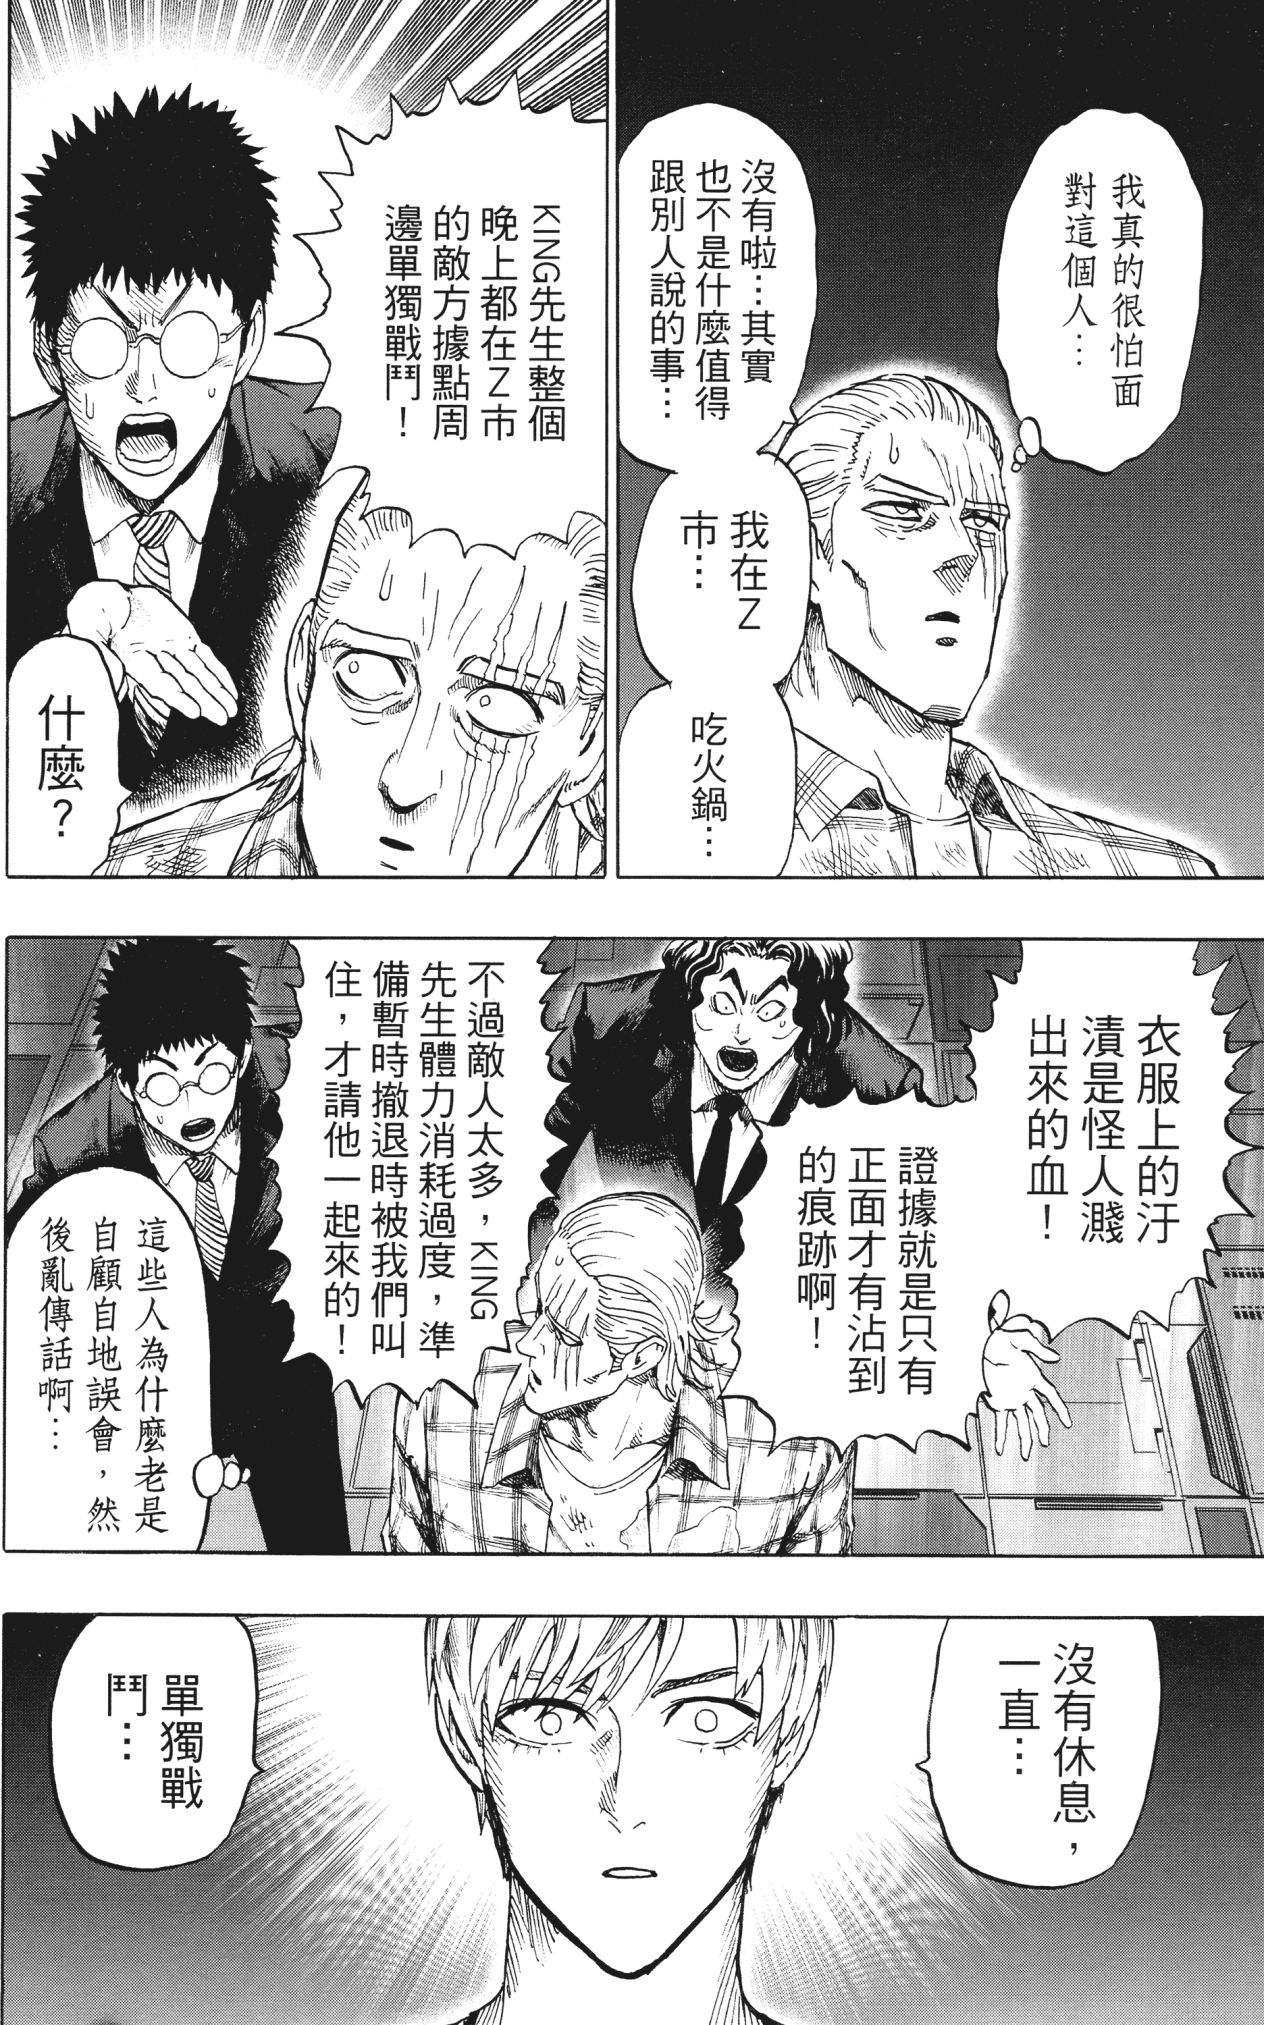 我真的很怕面
對這個人…
沒有啦…其實
也不是什麼值得
跟別人說的事…
我在Z
市…
吃火鍋…
KING先生整個
晚上都在Z市
的敵方據點周
邊單獨戰鬥！
什麼？
衣服上的汙
漬是怪人濺
出來的血！
證據就是只有
正面才有沾到
的痕跡啊！
不過敵人太多，KING
先生體力消耗過度，準
備暫時撤退時被我們叫
住，才請他一起來的！
這些人為什麼老是
自顧自地誤會，然
後亂傳話啊…
沒有休息，
一直…
單獨戰
鬥…